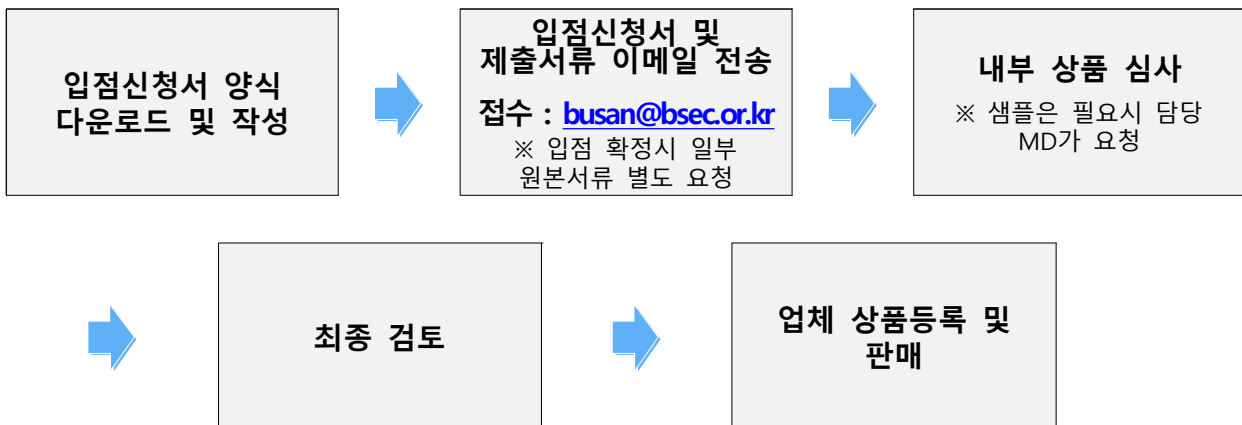 입점신청서 양식
다운로드 및 작성
입점신청서 및
제출서류 이메일 전송
접수 : busan@bsec.or.kr
※ 입점 확정시 일부
원본서류 별도 요청
내부 상품 심사
※ 샘플은 필요시 담당
MD가 요청
최종 검토
업체 상품등록 및
판매